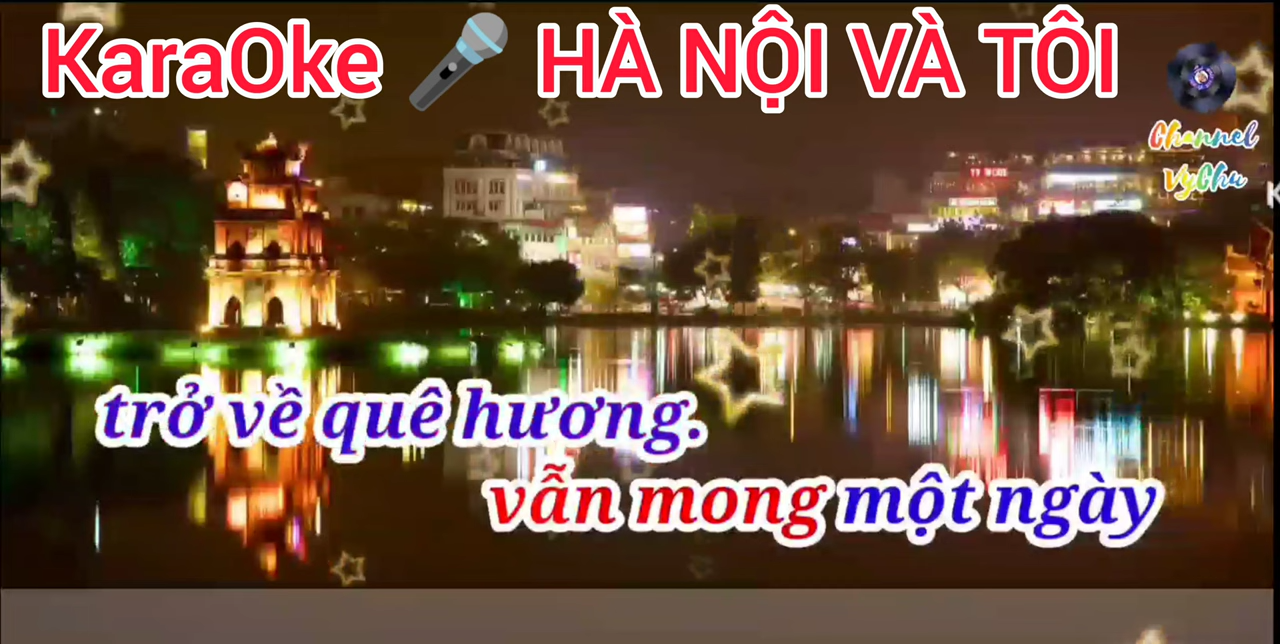 KaraOke 🎤 HÀ NỘI VÀ TÔI
Channel
VyChu
K
trở về quê hương.
vẫn mong một ngày